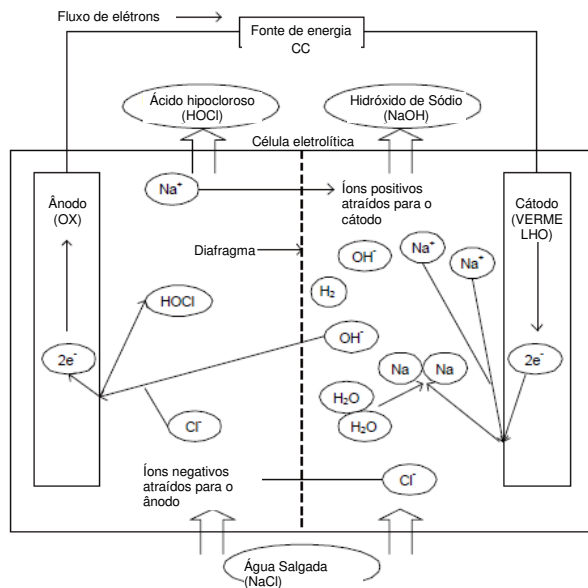 Fluxo de elétrons
Fonte de energia
CC
Ácido hipocloroso
(HOCl)
Hidróxido de Sódio
(NaOH)
Célula eletrolítica
Ânodo
(OX)
Na⁺
Íons positivos
atraídos para o
cátodo
Cátodo
(VERME
LHO)
Diafragma
OH⁻
Na⁺
Na⁺
H₂
HOCl
OH⁻
2e⁻
Na
Na
2e⁻
H₂O
H₂O
Cl⁻
Íons negativos
atraídos para o
ânodo
Cl⁻
Água Salgada
(NaCl)